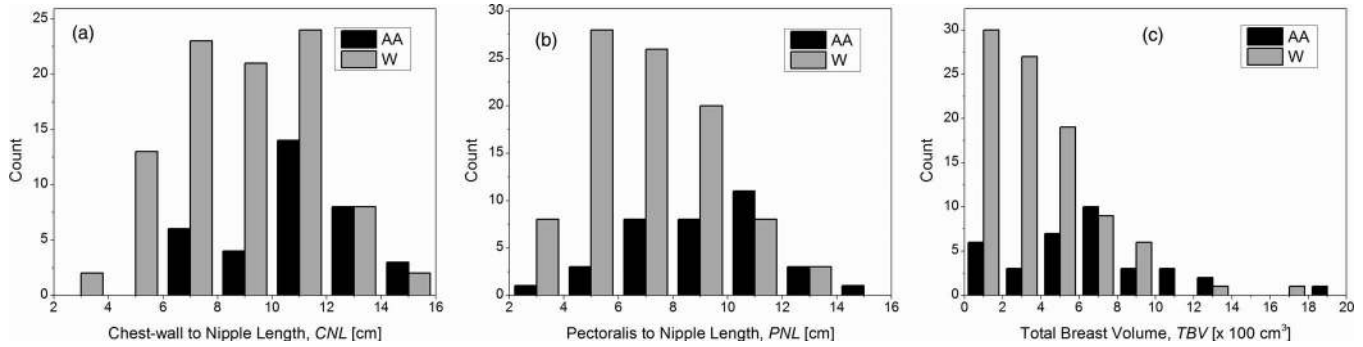 (a)
AA
W
25
20
15
10
5
0
Count
2 4 6 8 10 12 14 16
Chest-wall to Nipple Length, CNL [cm]
(b)
AA
W
30
25
20
15
10
5
0
Count
2 4 6 8 10 12 14 16
Pectoralis to Nipple Length, PNL [cm]
(c)
AA
W
30
25
20
15
10
5
0
Count
0 2 4 6 8 10 12 14 16 18 20
Total Breast Volume, TBV [x 100 cm³]